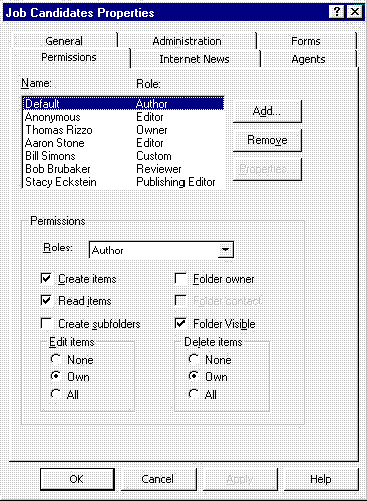 Job Candidates Properties
General Administration Forms
Permissions Internet News Agents
Name: Role:
Default Author
Anonymous Editor
Thomas Rizzo Owner
Aaron Stone Editor
Bill Simons Custom
Bob Brubaker Reviewer
Stacy Eckstein Publishing Editor
Add...
Remove
Properties...
Permissions
Roles: Author
Create items Folder owner
Read items Folder contact
Create subfolders Folder Visible
Edit items Delete items
None None
Own Own
All All
OK Cancel Apply Help